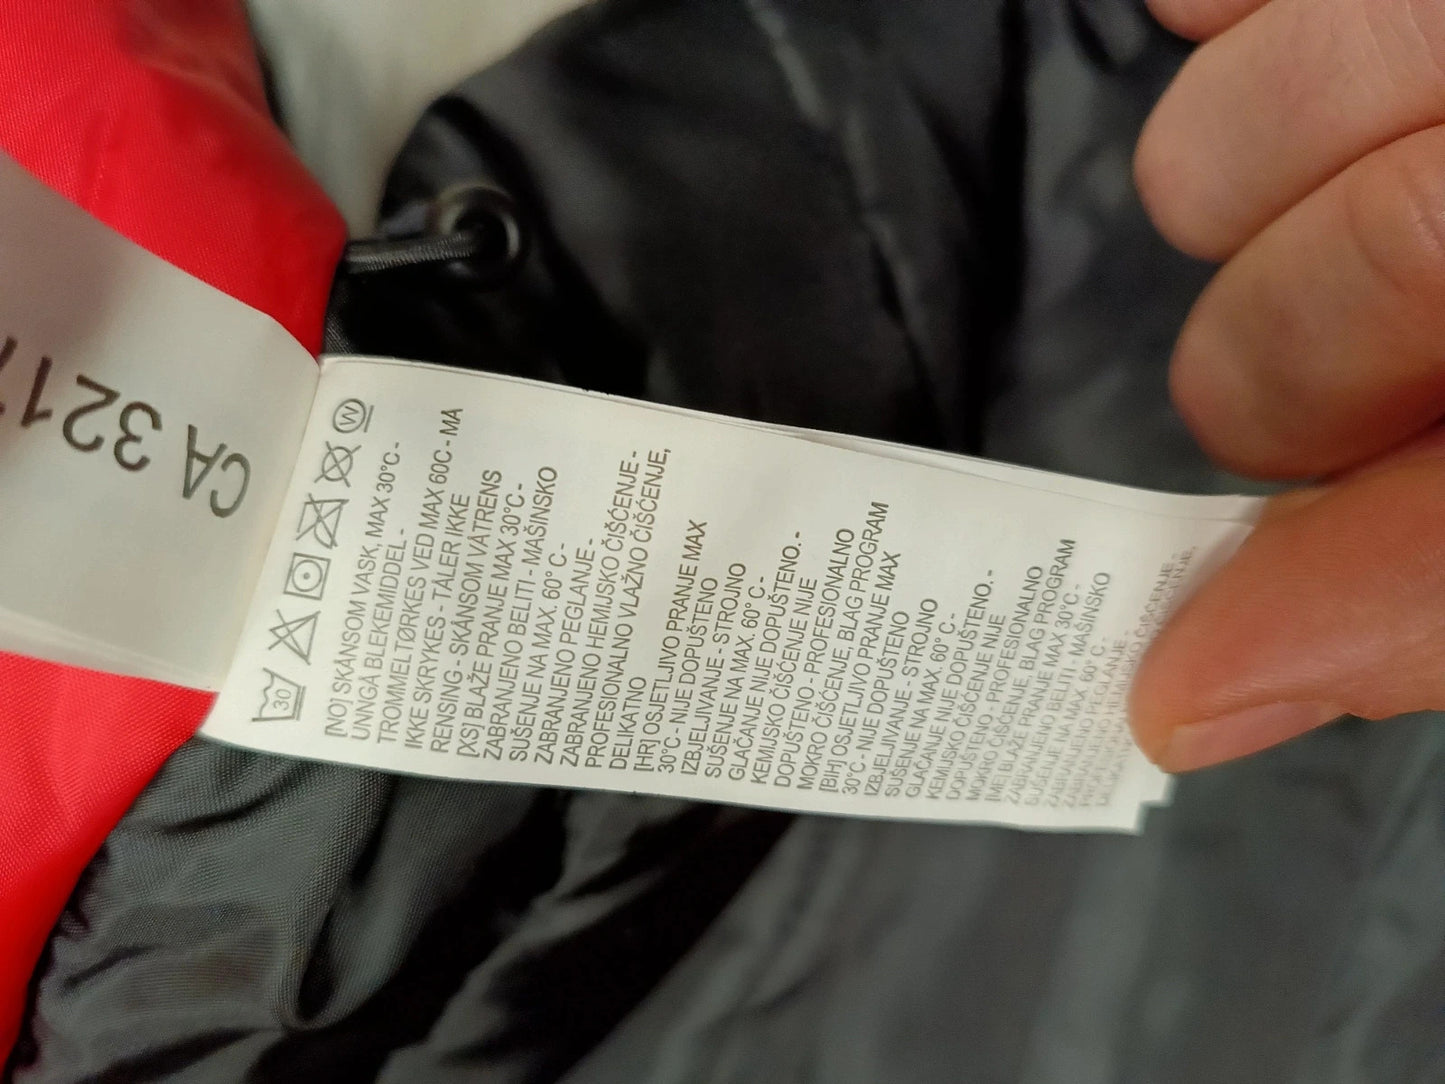 CA 3217
30
W
[NO] SKÅNSOM VASK, MAX 30°C -
UNNGÅ BLEKEMIDDEL -
TROMMELTØRKES VED MAX 60C - MÅ
IKKE SKRYKES - TÅLER IKKE
RENSING - SKÅNSOM VÅTRENS
[XS] BLAŽE PRANJE MAX 30°C -
ZABRANJENO BELITI - MAŠINSKO
SUŠENJE NA MAX. 60° C -
ZABRANJENO PEGLANJE -
ZABRANJENO HEMIJSKO ČIŠĆENJE -
PROFESIONALNO VLAŽNO ČIŠĆENJE,
DELIKATNO
[HR] OSJETLJIVO PRANJE MAX
30°C - NIJE DOPUŠTENO
IZBJELJIVANJE - STROJNO
SUŠENJE NA MAX. 60° C -
GLAČANJE NIJE DOPUŠTENO. -
KEMIJSKO ČIŠĆENJE NIJE
DOPUŠTENO - PROFESIONALNO
MOKRO ČIŠĆENJE, BLAG PROGRAM
[BIH] OSJETLJIVO PRANJE MAX
30°C - NIJE DOPUŠTENO
IZBJELJIVANJE - STROJNO
SUŠENJE NA MAX. 60° C -
GLAČANJE NIJE DOPUŠTENO. -
KEMIJSKO ČIŠĆENJE NIJE
DOPUŠTENO - PROFESIONALNO
MOKRO ČIŠĆENJE, BLAG PROGRAM
[ME] BLAŽE PRANJE MAX 30°C -
ZABRANJENO BELITI - MAŠINSKO
SUŠENJE NA MAX. 60° C -
ZABRANJENO PEGLANJE